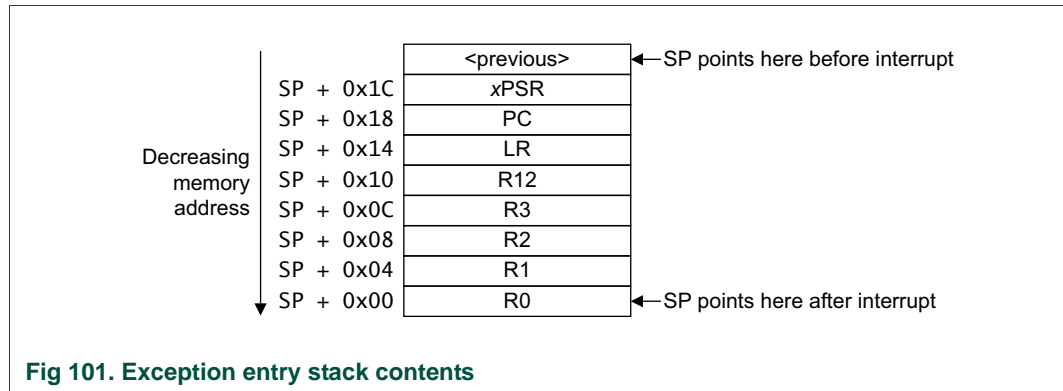 <previous>
SP points here before interrupt
SP + 0x1C
xPSR
SP + 0x18
PC
SP + 0x14
LR
Decreasing
memory
address
SP + 0x10
R12
SP + 0x0C
R3
SP + 0x08
R2
SP + 0x04
R1
SP + 0x00
R0
SP points here after interrupt
Fig 101. Exception entry stack contents